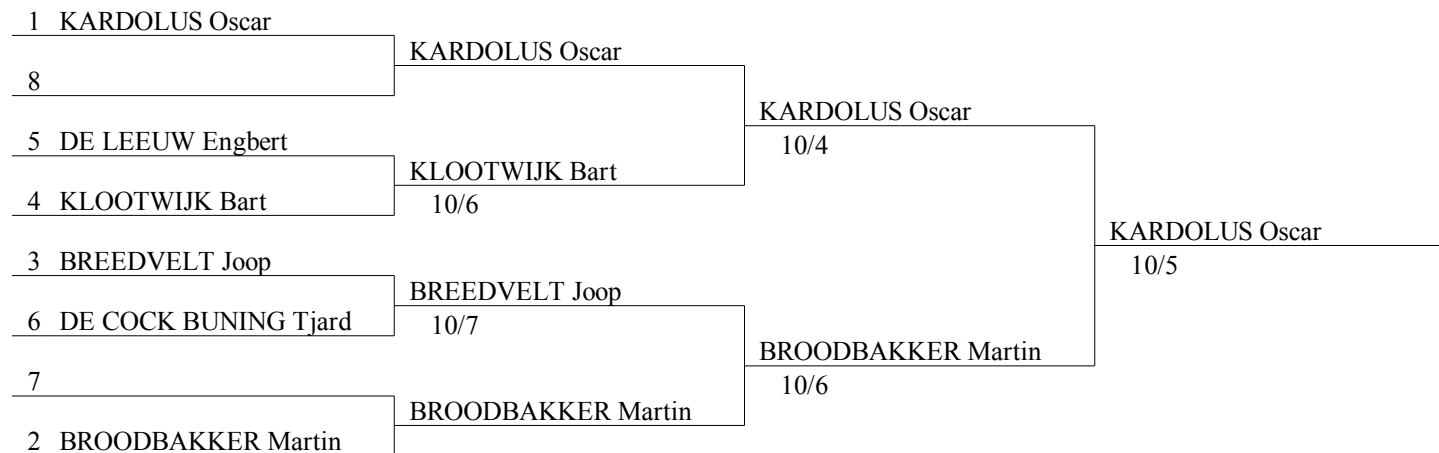 1 KARDOLUS Oscar
8
5 DE LEEUW Engbert
4 KLOOTWIJK Bart
3 BREEDVELT Joop
6 DE COCK BUNING Tjard
7
2 BROODBAKKER Martin
KARDOLUS Oscar
KLOOTWIJK Bart
10/6
BREEDVELT Joop
10/7
BROODBAKKER Martin
KARDOLUS Oscar
10/4
BROODBAKKER Martin
10/6
KARDOLUS Oscar
10/5